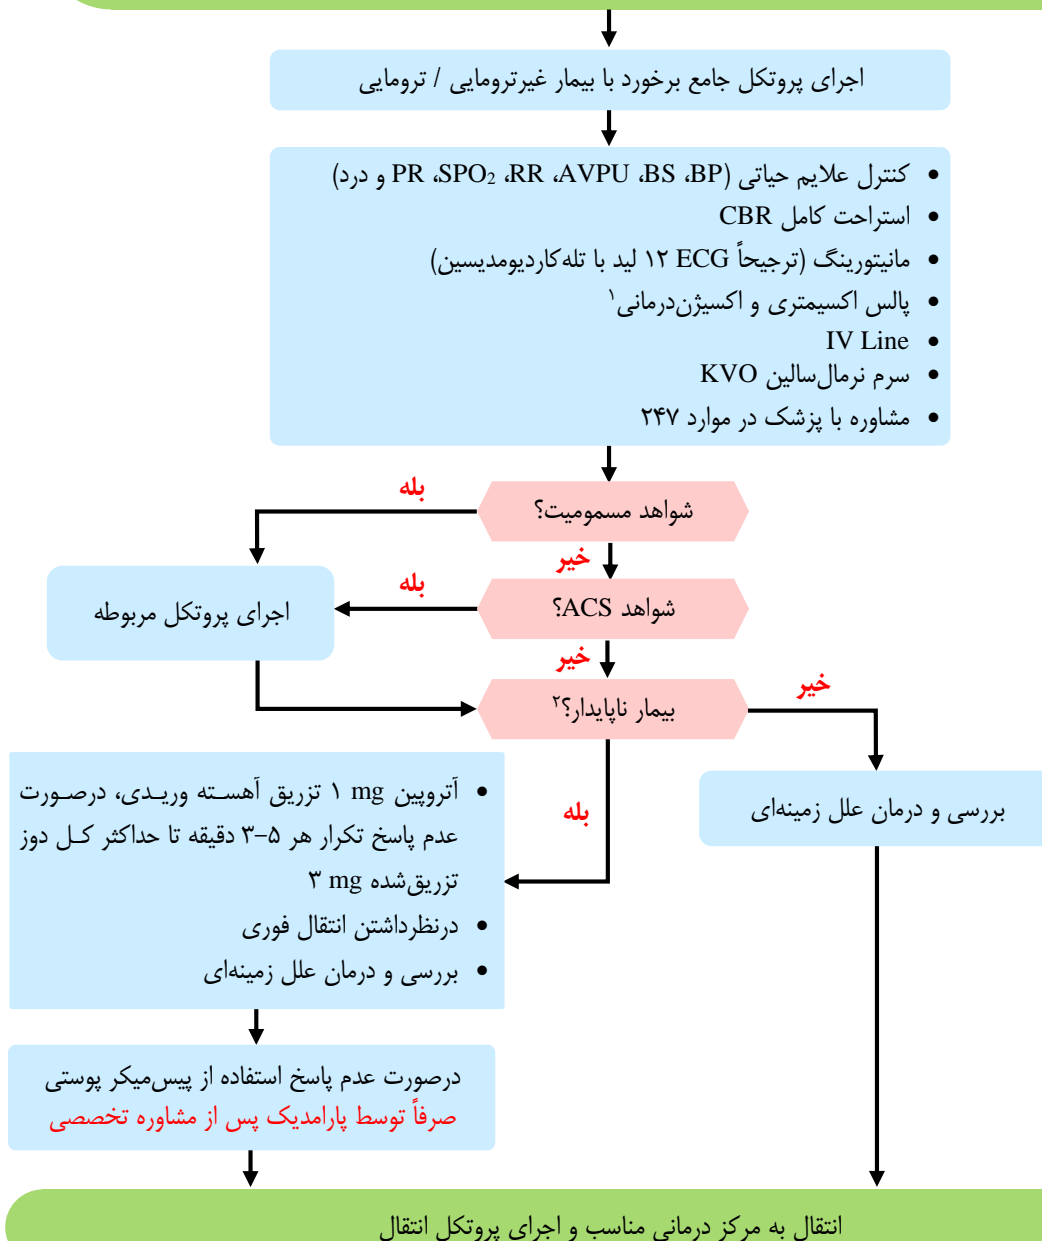 اجرای پروتکل جامع برخورد با بیمار غیرترومایی / ترومایی
• کنترل علایم حیاتی (PR ،SPO₂ ،RR ،AVPU ،BS ،BP و درد)
• استراحت کامل CBR
• مانیتورینگ (ترجیحاً ECG ۱۲ لید با تله‌کاردیومدیسین)
• پالس اکسیمتری و اکسیژن‌درمانی۱
• IV Line
• سرم نرمال‌سالین KVO
• مشاوره با پزشک در موارد ۲۴۷
شواهد مسمومیت؟
بله
خیر
شواهد ACS؟
بله
خیر
اجرای پروتکل مربوطه
بیمار ناپایدار؟۲
خیر
بله
بررسی و درمان علل زمینه‌ای
• آتروپین ۱ mg تزریق آهسته وریدی، درصورت
عدم پاسخ تکرار هر ۵–۳ دقیقه تا حداکثر کل دوز
تزریق‌شده ۳ mg
• درنظرداشتن انتقال فوری
• بررسی و درمان علل زمینه‌ای
درصورت عدم پاسخ استفاده از پیس‌میکر پوستی
صرفاً توسط پارامدیک پس از مشاوره تخصصی
انتقال به مرکز درمانی مناسب و اجرای پروتکل انتقال